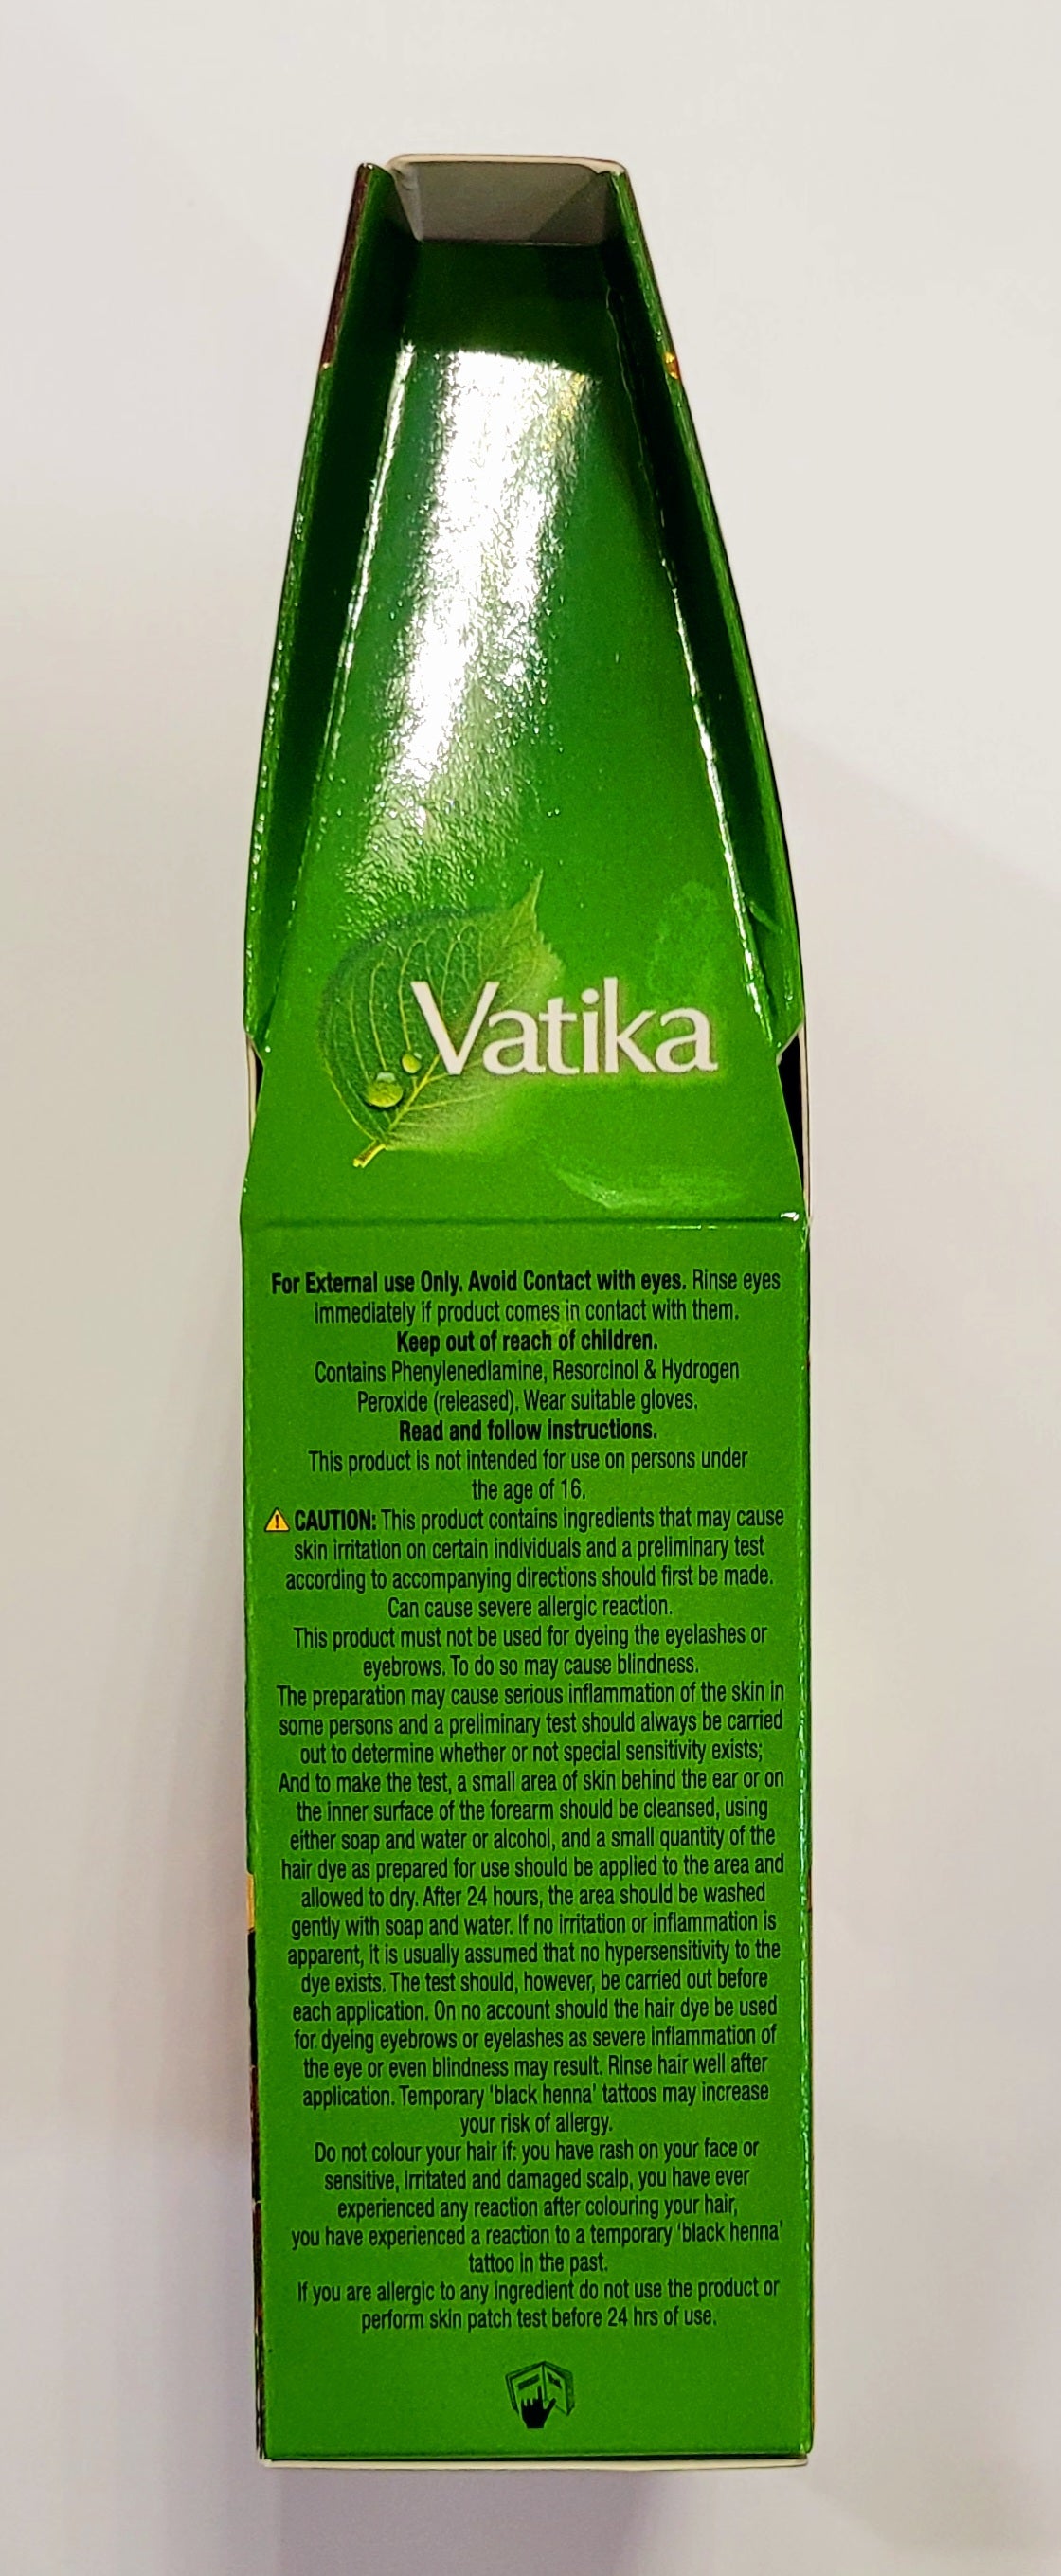 Vatika
For External use Only. Avoid Contact with eyes. Rinse eyes
immediately if product comes in contact with them.
Keep out of reach of children.
Contains Phenylenediamine, Resorcinol & Hydrogen
Peroxide (released). Wear suitable gloves.
Read and follow instructions.
This product is not intended for use on persons under
the age of 16.
⚠ CAUTION: This product contains ingredients that may cause
skin irritation on certain individuals and a preliminary test
according to accompanying directions should first be made.
Can cause severe allergic reaction.
This product must not be used for dyeing the eyelashes or
eyebrows. To do so may cause blindness.
The preparation may cause serious inflammation of the skin in
some persons and a preliminary test should always be carried
out to determine whether or not special sensitivity exists;
And to make the test, a small area of skin behind the ear or on
the inner surface of the forearm should be cleansed, using
either soap and water or alcohol, and a small quantity of the
hair dye as prepared for use should be applied to the area and
allowed to dry. After 24 hours, the area should be washed
gently with soap and water. If no irritation or inflammation is
apparent, it is usually assumed that no hypersensitivity to the
dye exists. The test should, however, be carried out before
each application. On no account should the hair dye be used
for dyeing eyebrows or eyelashes as severe inflammation of
the eye or even blindness may result. Rinse hair well after
application. Temporary 'black henna' tattoos may increase
your risk of allergy.
Do not colour your hair if: you have rash on your face or
sensitive, irritated and damaged scalp, you have ever
experienced any reaction after colouring your hair,
you have experienced a reaction to a temporary 'black henna'
tattoo in the past.
If you are allergic to any ingredient do not use the product or
perform skin patch test before 24 hrs of use.